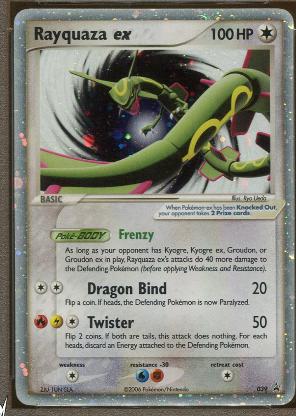 Rayquaza ex 100 HP
Illus. Ryo Ueda
BASIC
When Pokémon-ex has been Knocked Out,
your opponent takes 2 Prize cards.
Poké-BODY Frenzy
As long as your opponent has Kyogre, Kyogre ex, Groudon, or
Groudon ex in play, Rayquaza ex's attacks do 40 more damage to
the Defending Pokémon (before applying Weakness and Resistance).
Dragon Bind 20
Flip a coin. If heads, the Defending Pokémon is now Paralyzed.
Twister 50
Flip 2 coins. If both are tails, this attack does nothing. For each
heads, discard an Energy attached to the Defending Pokémon.
weakness resistance -30 retreat cost
©2006 Pokémon/Nintendo 039